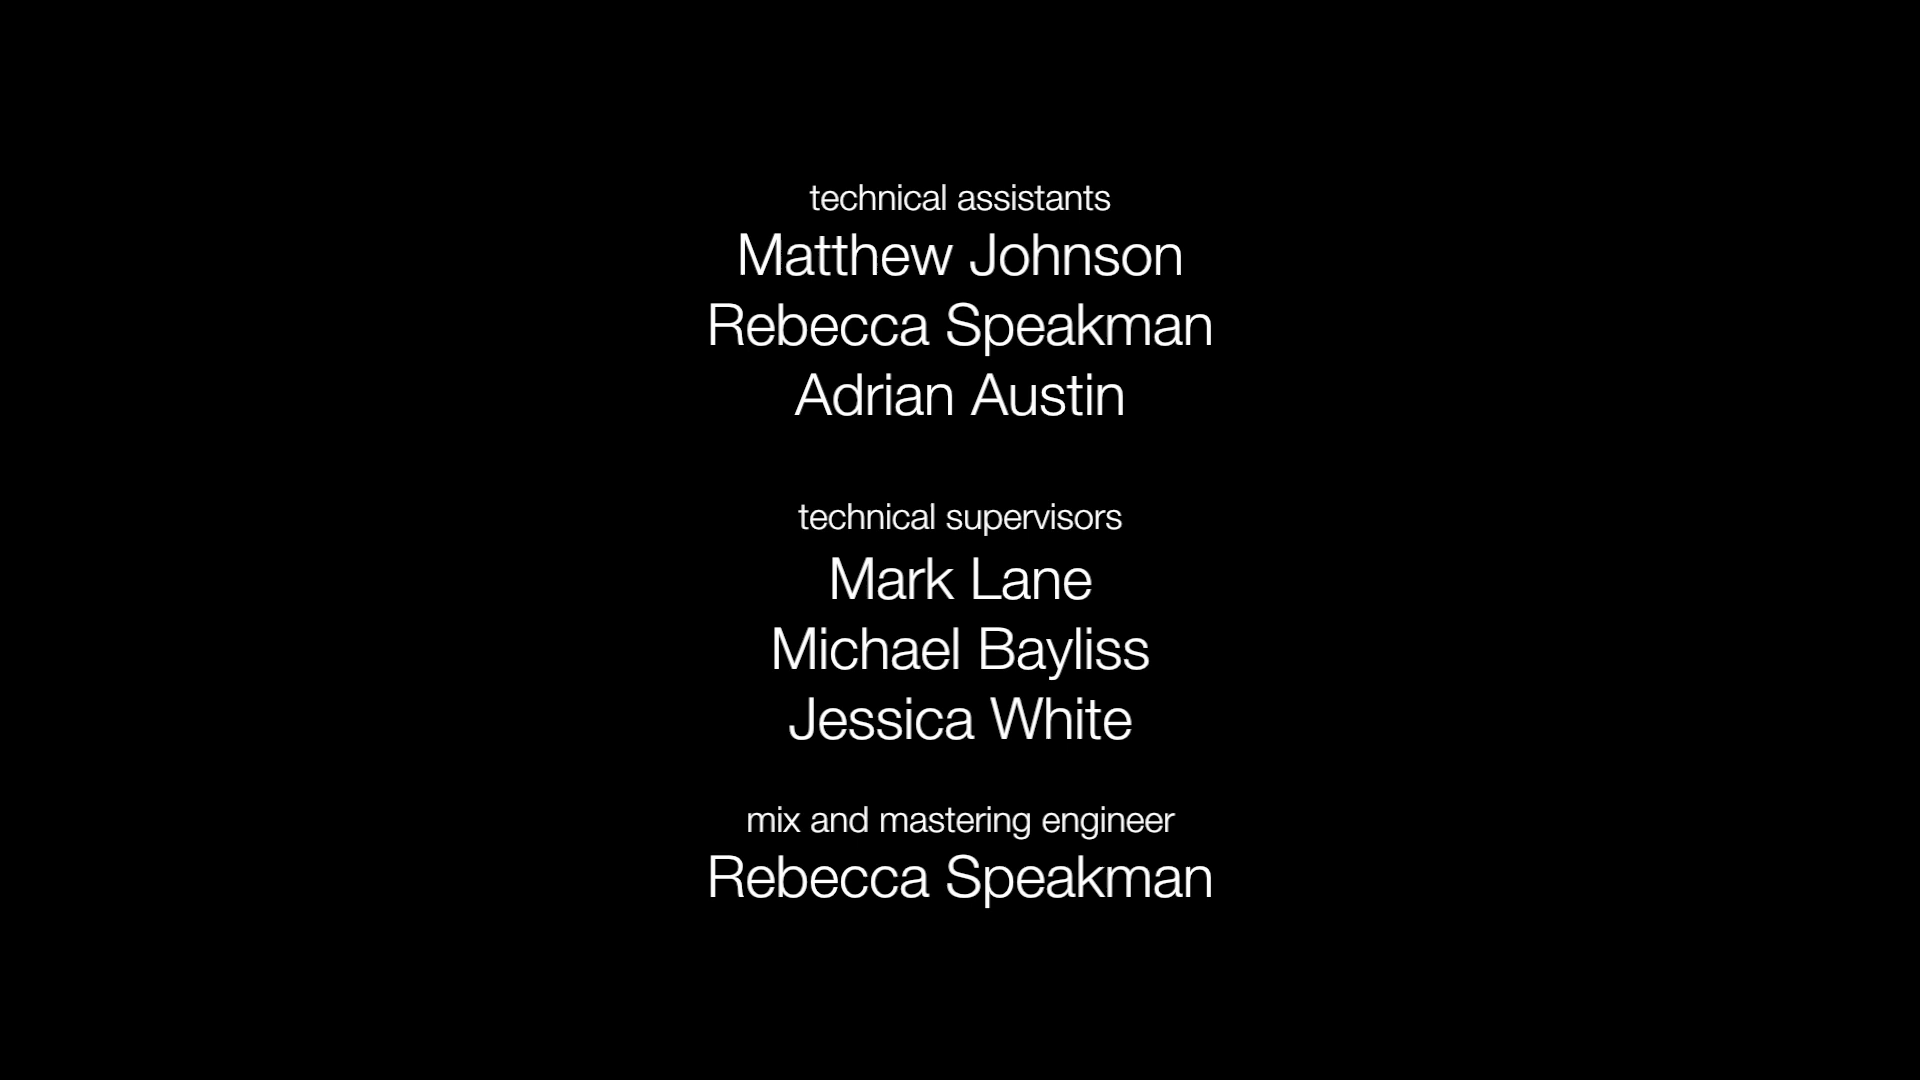 technical assistants
Matthew Johnson
Rebecca Speakman
Adrian Austin
technical supervisors
Mark Lane
Michael Bayliss
Jessica White
mix and mastering engineer
Rebecca Speakman